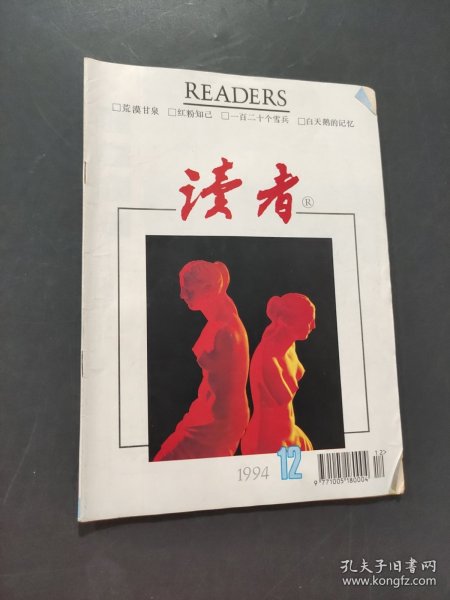 READERS
□荒漠甘泉 □红粉知己 □一百二十个雪兵 □白天鹅的记忆
读者®
1994 12
12>
9 771005 180004
孔夫子旧书网
www.kongfz.com